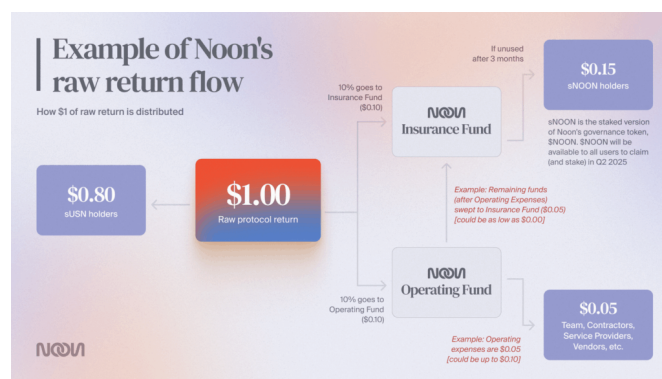 Example of Noon's
raw return flow
How $1 of raw return is distributed
$0.80
sUSN holders
$1.00
Raw protocol return
10% goes to
Insurance Fund
($0.10)
NOON
Insurance Fund
If unused
after 3 months
$0.15
sNOON holders
sNOON is the staked version
of Noon's governance token,
$NOON. $NOON will be
available to all users to claim
(and stake) in Q2 2025
Example: Remaining funds
(after Operating Expenses)
swept to Insurance Fund ($0.05)
[could be as low as $0.00]
10% goes to
Operating Fund
($0.10)
NOON
Operating Fund
Example: Operating
expenses are $0.05
[could be up to $0.10]
$0.05
Team, Contractors,
Service Providers,
Vendors, etc.
NOON